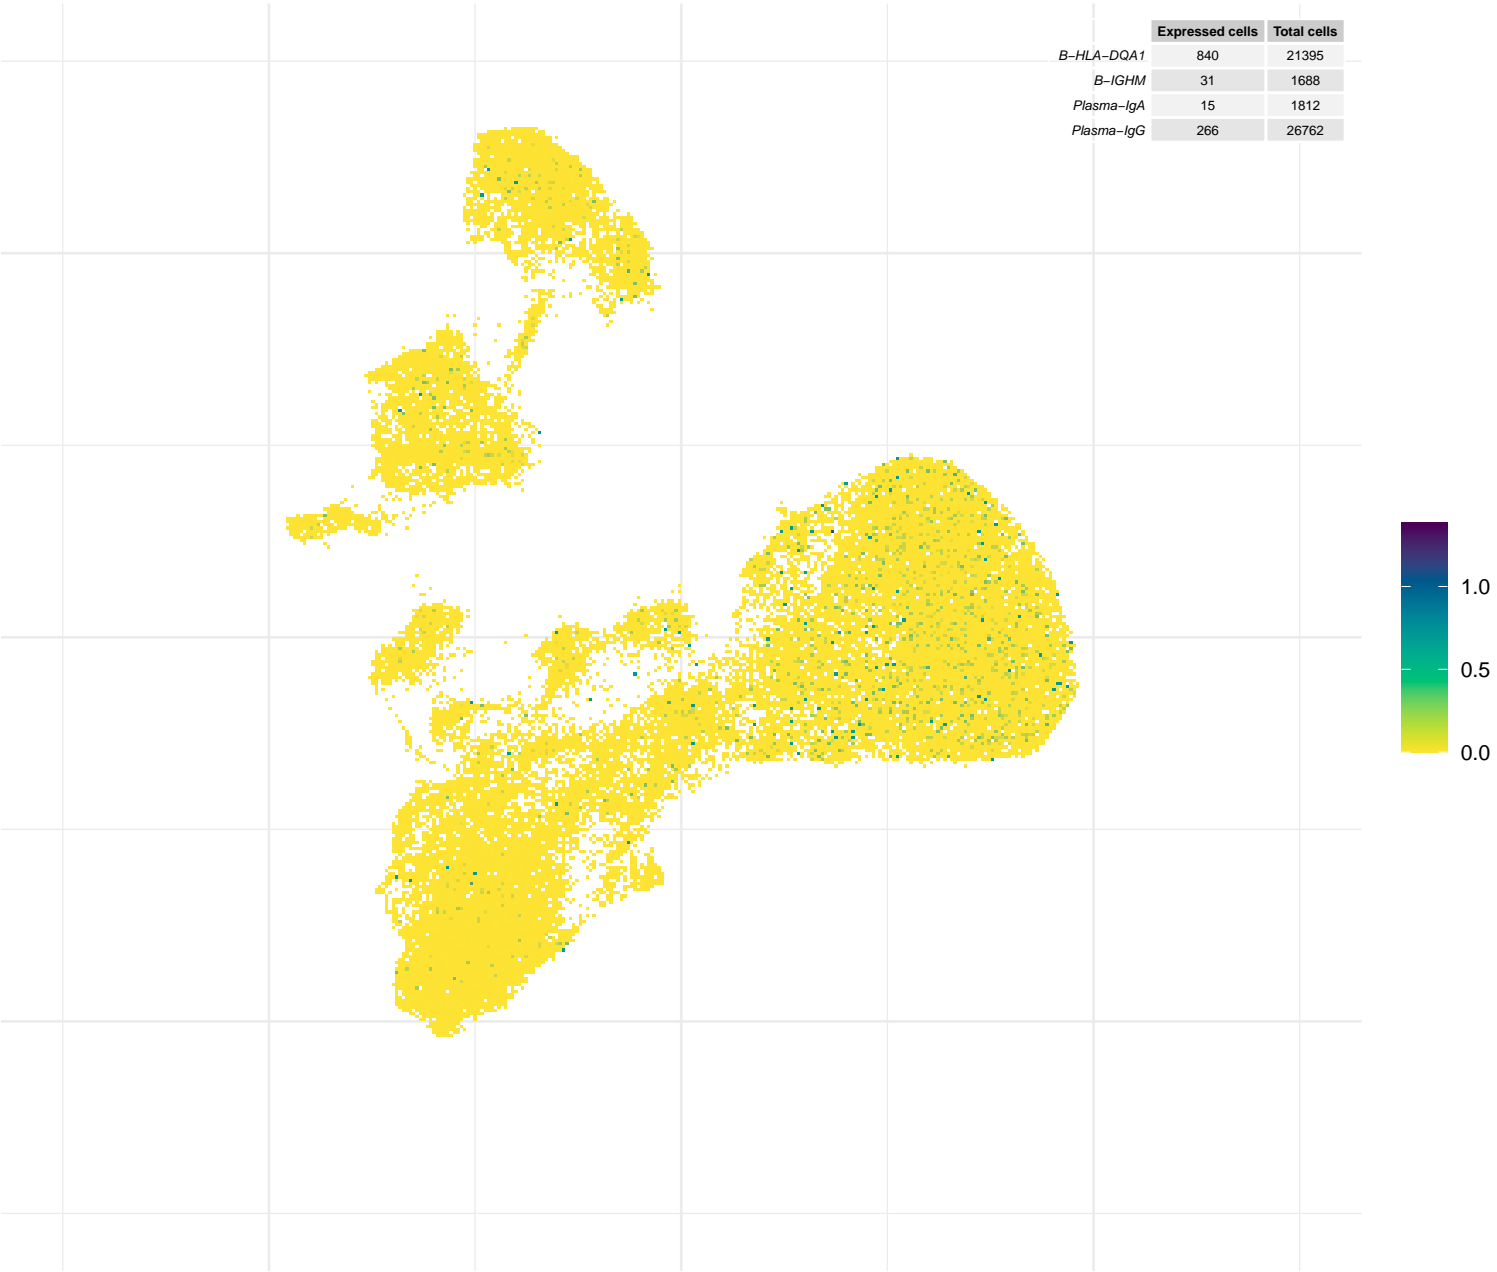 Expressed cells Total cells
B−HLA−DQA1 840 21395
B−IGHM 31 1688
Plasma−IgA 15 1812
Plasma−IgG 266 26762
1.0
0.5
0.0